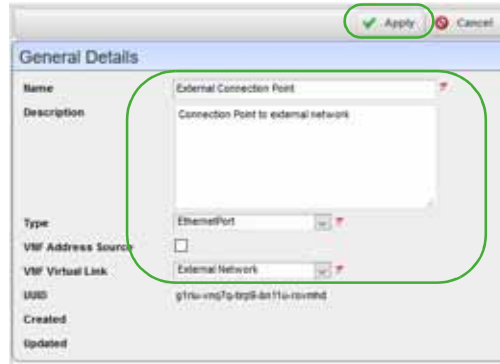 Apply Cancel
General Details
Name External Connection Point
Description Connection Point to external network
Type EthernetPort
VNF Address Source
VNF Virtual Link External Network
UUID
Created
Updated